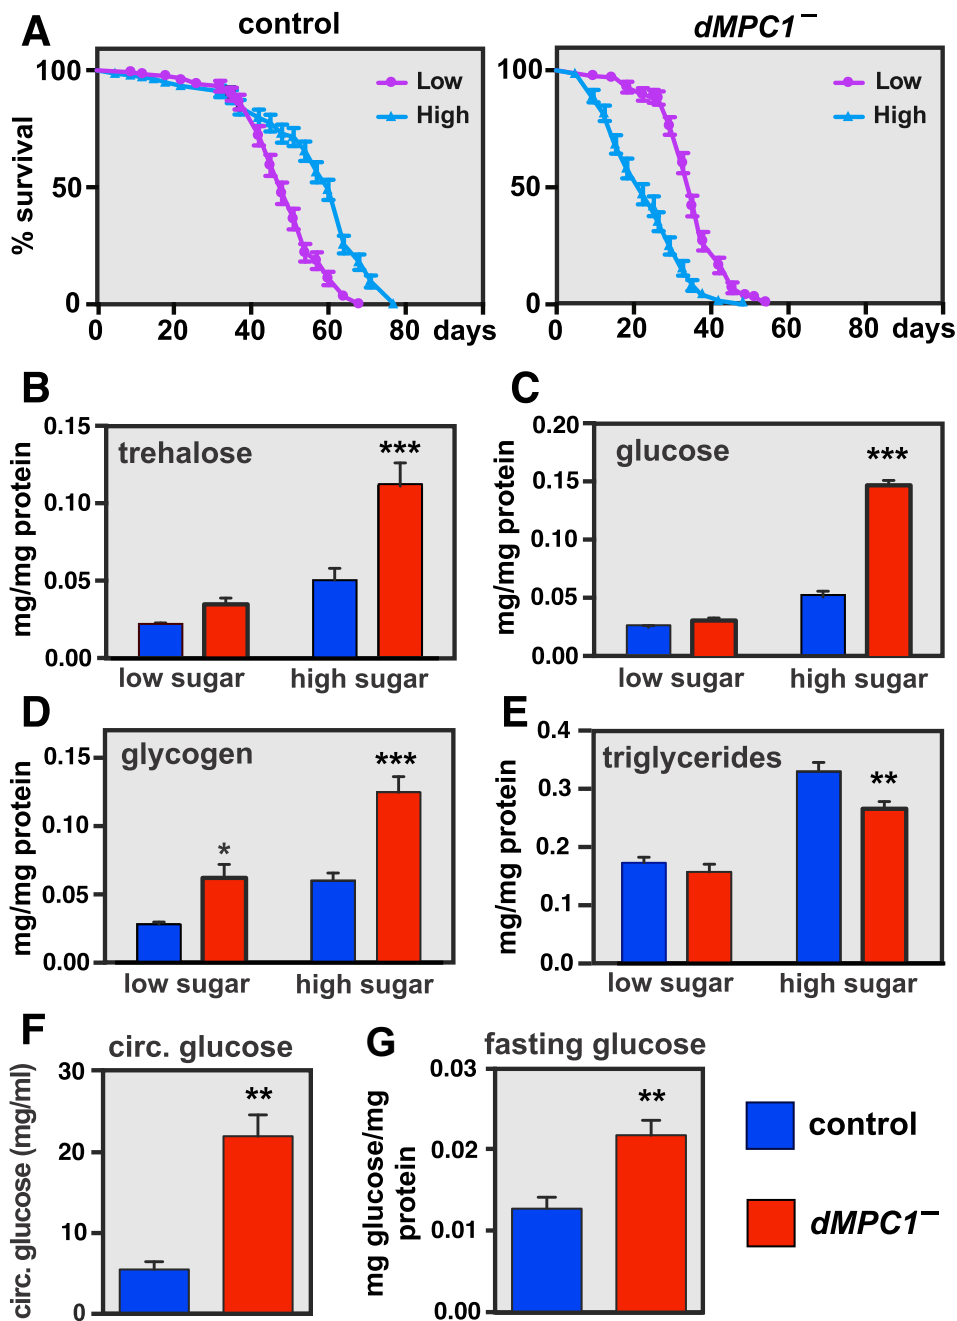 A
control
dMPC1−
% survival
100
50
0
0
20
40
60
80
days
Low
High
100
50
0
0
20
40
60
80
days
Low
High
B
trehalose
mg/mg protein
0.15
0.10
0.05
0.00
***
low sugar
high sugar
C
glucose
mg/mg protein
0.20
0.15
0.10
0.05
0.00
***
low sugar
high sugar
D
glycogen
mg/mg protein
0.15
0.10
0.05
0.00
*
***
low sugar
high sugar
E
triglycerides
mg/mg protein
0.4
0.3
0.2
0.1
0.0
**
low sugar
high sugar
F
circ. glucose
circ. glucose (mg/ml)
30
20
10
0
**
G
fasting glucose
mg glucose/mg
protein
0.03
0.02
0.01
0.00
**
control
dMPC1−